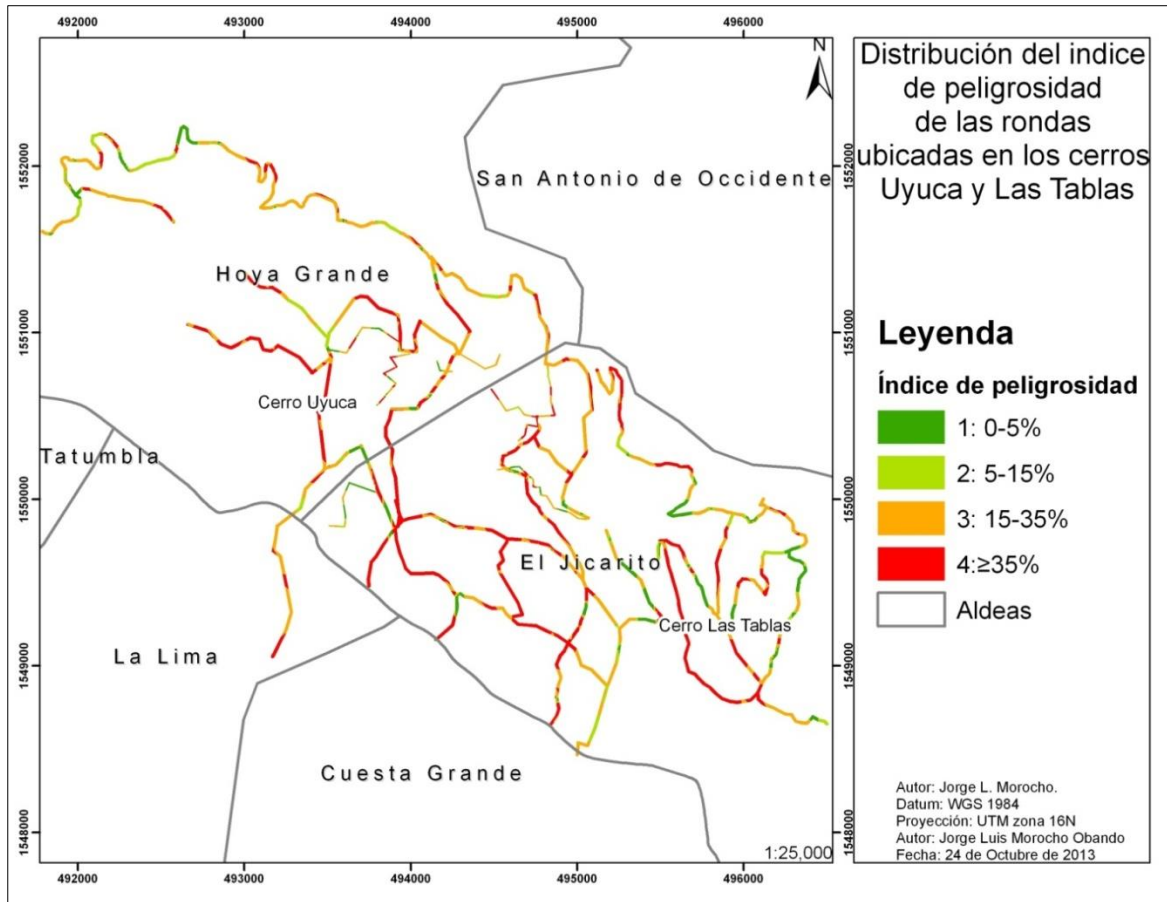 492000
493000
494000
495000
496000
N
Distribución del indice
de peligrosidad
de las rondas
ubicadas en los cerros
Uyuca y Las Tablas
1552000
1552000
San Antonio de Occidente
Hoya Grande
1551000
1551000
Cerro Uyuca
Tatumbla
1550000
1550000
El Jicarito
Cerro Las Tablas
La Lima
1549000
1549000
Cuesta Grande
1548000
1548000
1:25,000
492000
493000
494000
495000
496000
Leyenda
Índice de peligrosidad
1: 0-5%
2: 5-15%
3: 15-35%
4:≥35%
Aldeas
Autor: Jorge L. Morocho.
Datum: WGS 1984
Proyección: UTM zona 16N
Autor: Jorge Luis Morocho Obando
Fecha: 24 de Octubre de 2013